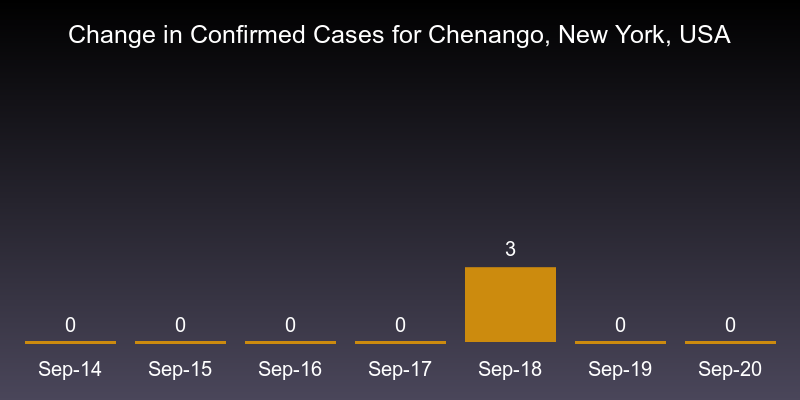 Change in Confirmed Cases for Chenango, New York, USA
3
0 0 0 0 0 0
Sep-14 Sep-15 Sep-16 Sep-17 Sep-18 Sep-19 Sep-20